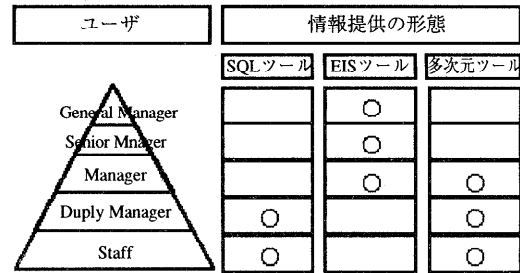 ユーザ
情報提供の形態
SQLツール
EISツール
多次元ツール
General Manager
○
Senior Mnager
○
Manager
○ ○
Duply Manager
○ ○
Staff
○ ○